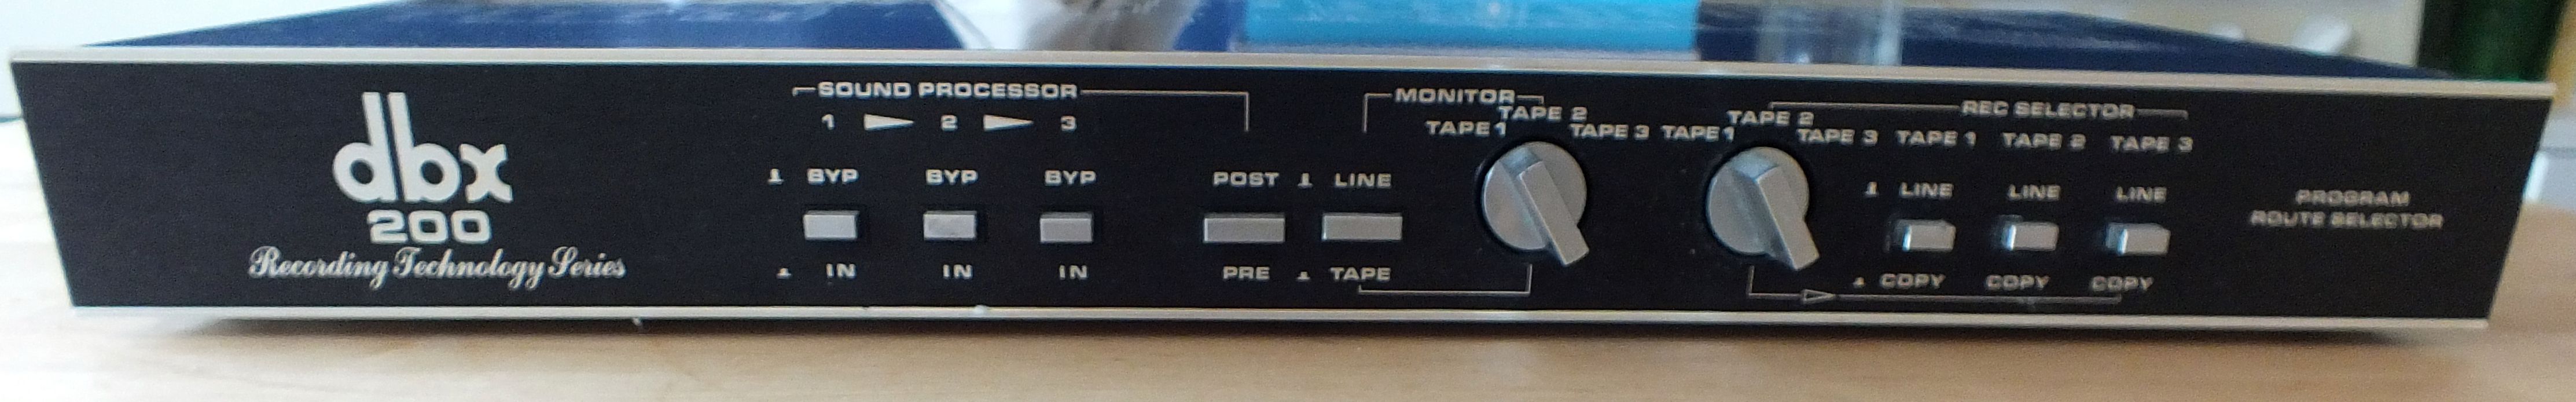 dbx
200
Recording Technology Series
SOUND PROCESSOR
1 2 3
BYP BYP BYP
IN IN IN
POST
PRE
MONITOR
LINE
TAPE
TAPE 1 TAPE 2 TAPE 3
TAPE 1 TAPE 2 TAPE 3
REC SELECTOR
TAPE 1 TAPE 2 TAPE 3
LINE LINE LINE
COPY COPY COPY
PROGRAM
ROUTE SELECTOR